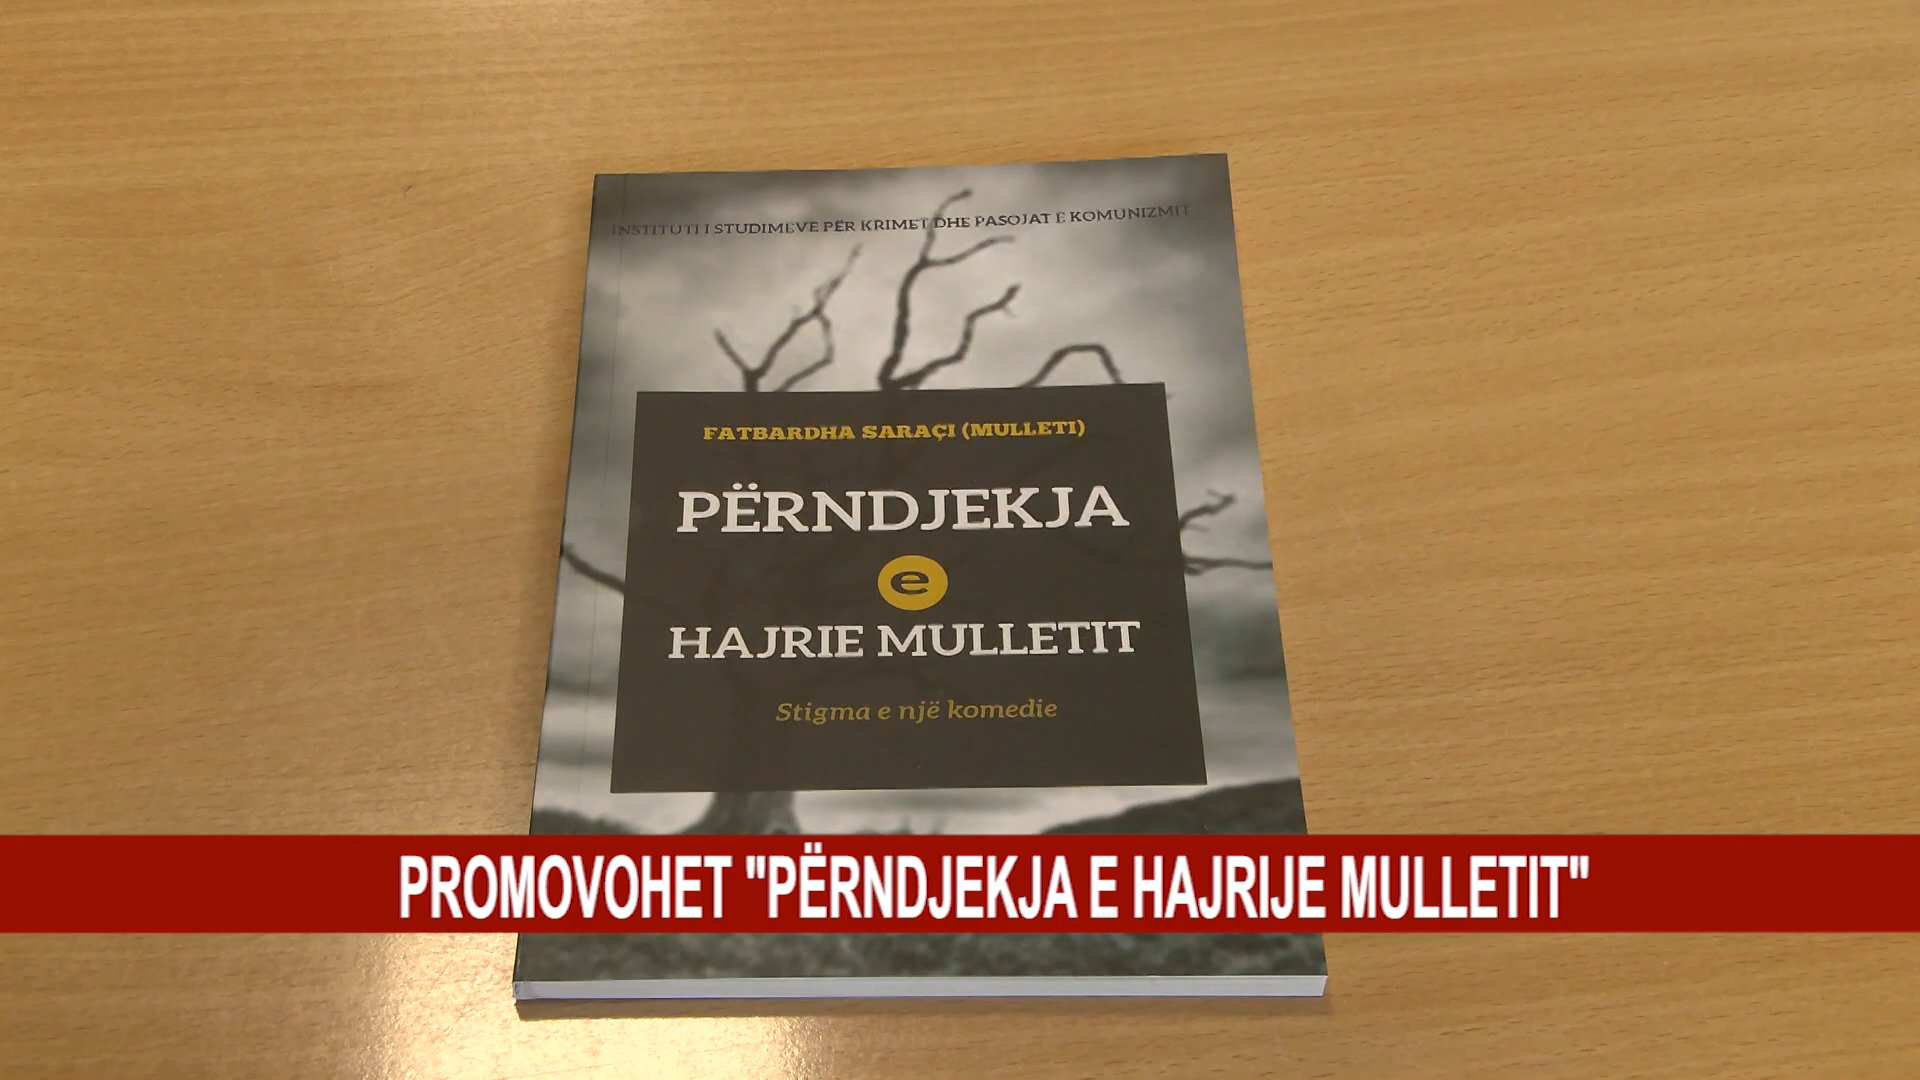 INSTITUTI I STUDIMEVE PËR KRIMET DHE PASOJAT E KOMUNIZMIT
FATBARDHA SARAÇI (MULLETI)
PËRNDJEKJA
e
HAJRIE MULLETIT
Stigma e një komedie
PROMOVOHET "PËRNDJEKJA E HAJRIJE MULLETIT"